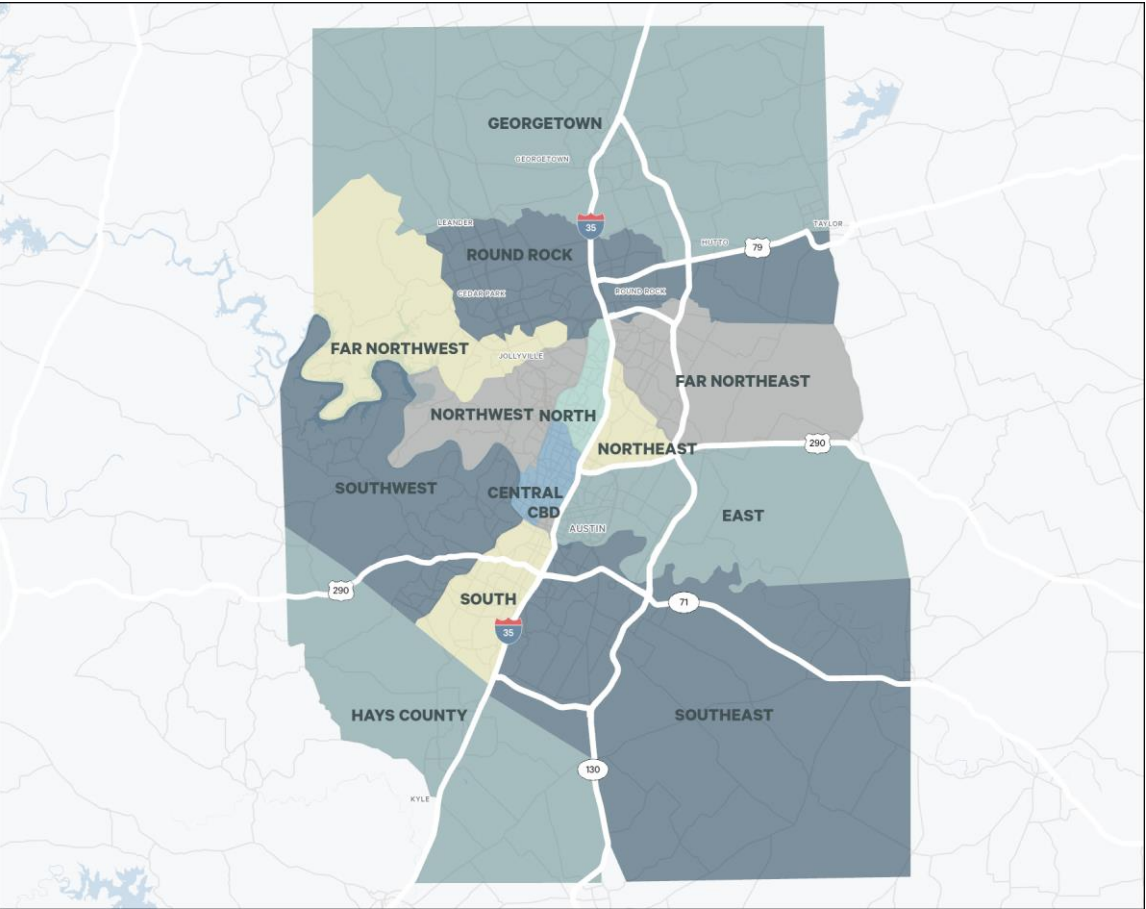 GEORGETOWN
GEORGETOWN
35
LEANDER
TAYLOR
HUTTO
79
ROUND ROCK
CEDAR PARK
ROUND ROCK
FAR NORTHWEST
JOLLYVILLE
FAR NORTHEAST
NORTHWEST
NORTH
NORTHEAST
290
SOUTHWEST
CENTRAL
CBD
EAST
AUSTIN
290
SOUTH
71
35
HAYS COUNTY
SOUTHEAST
130
KYLE